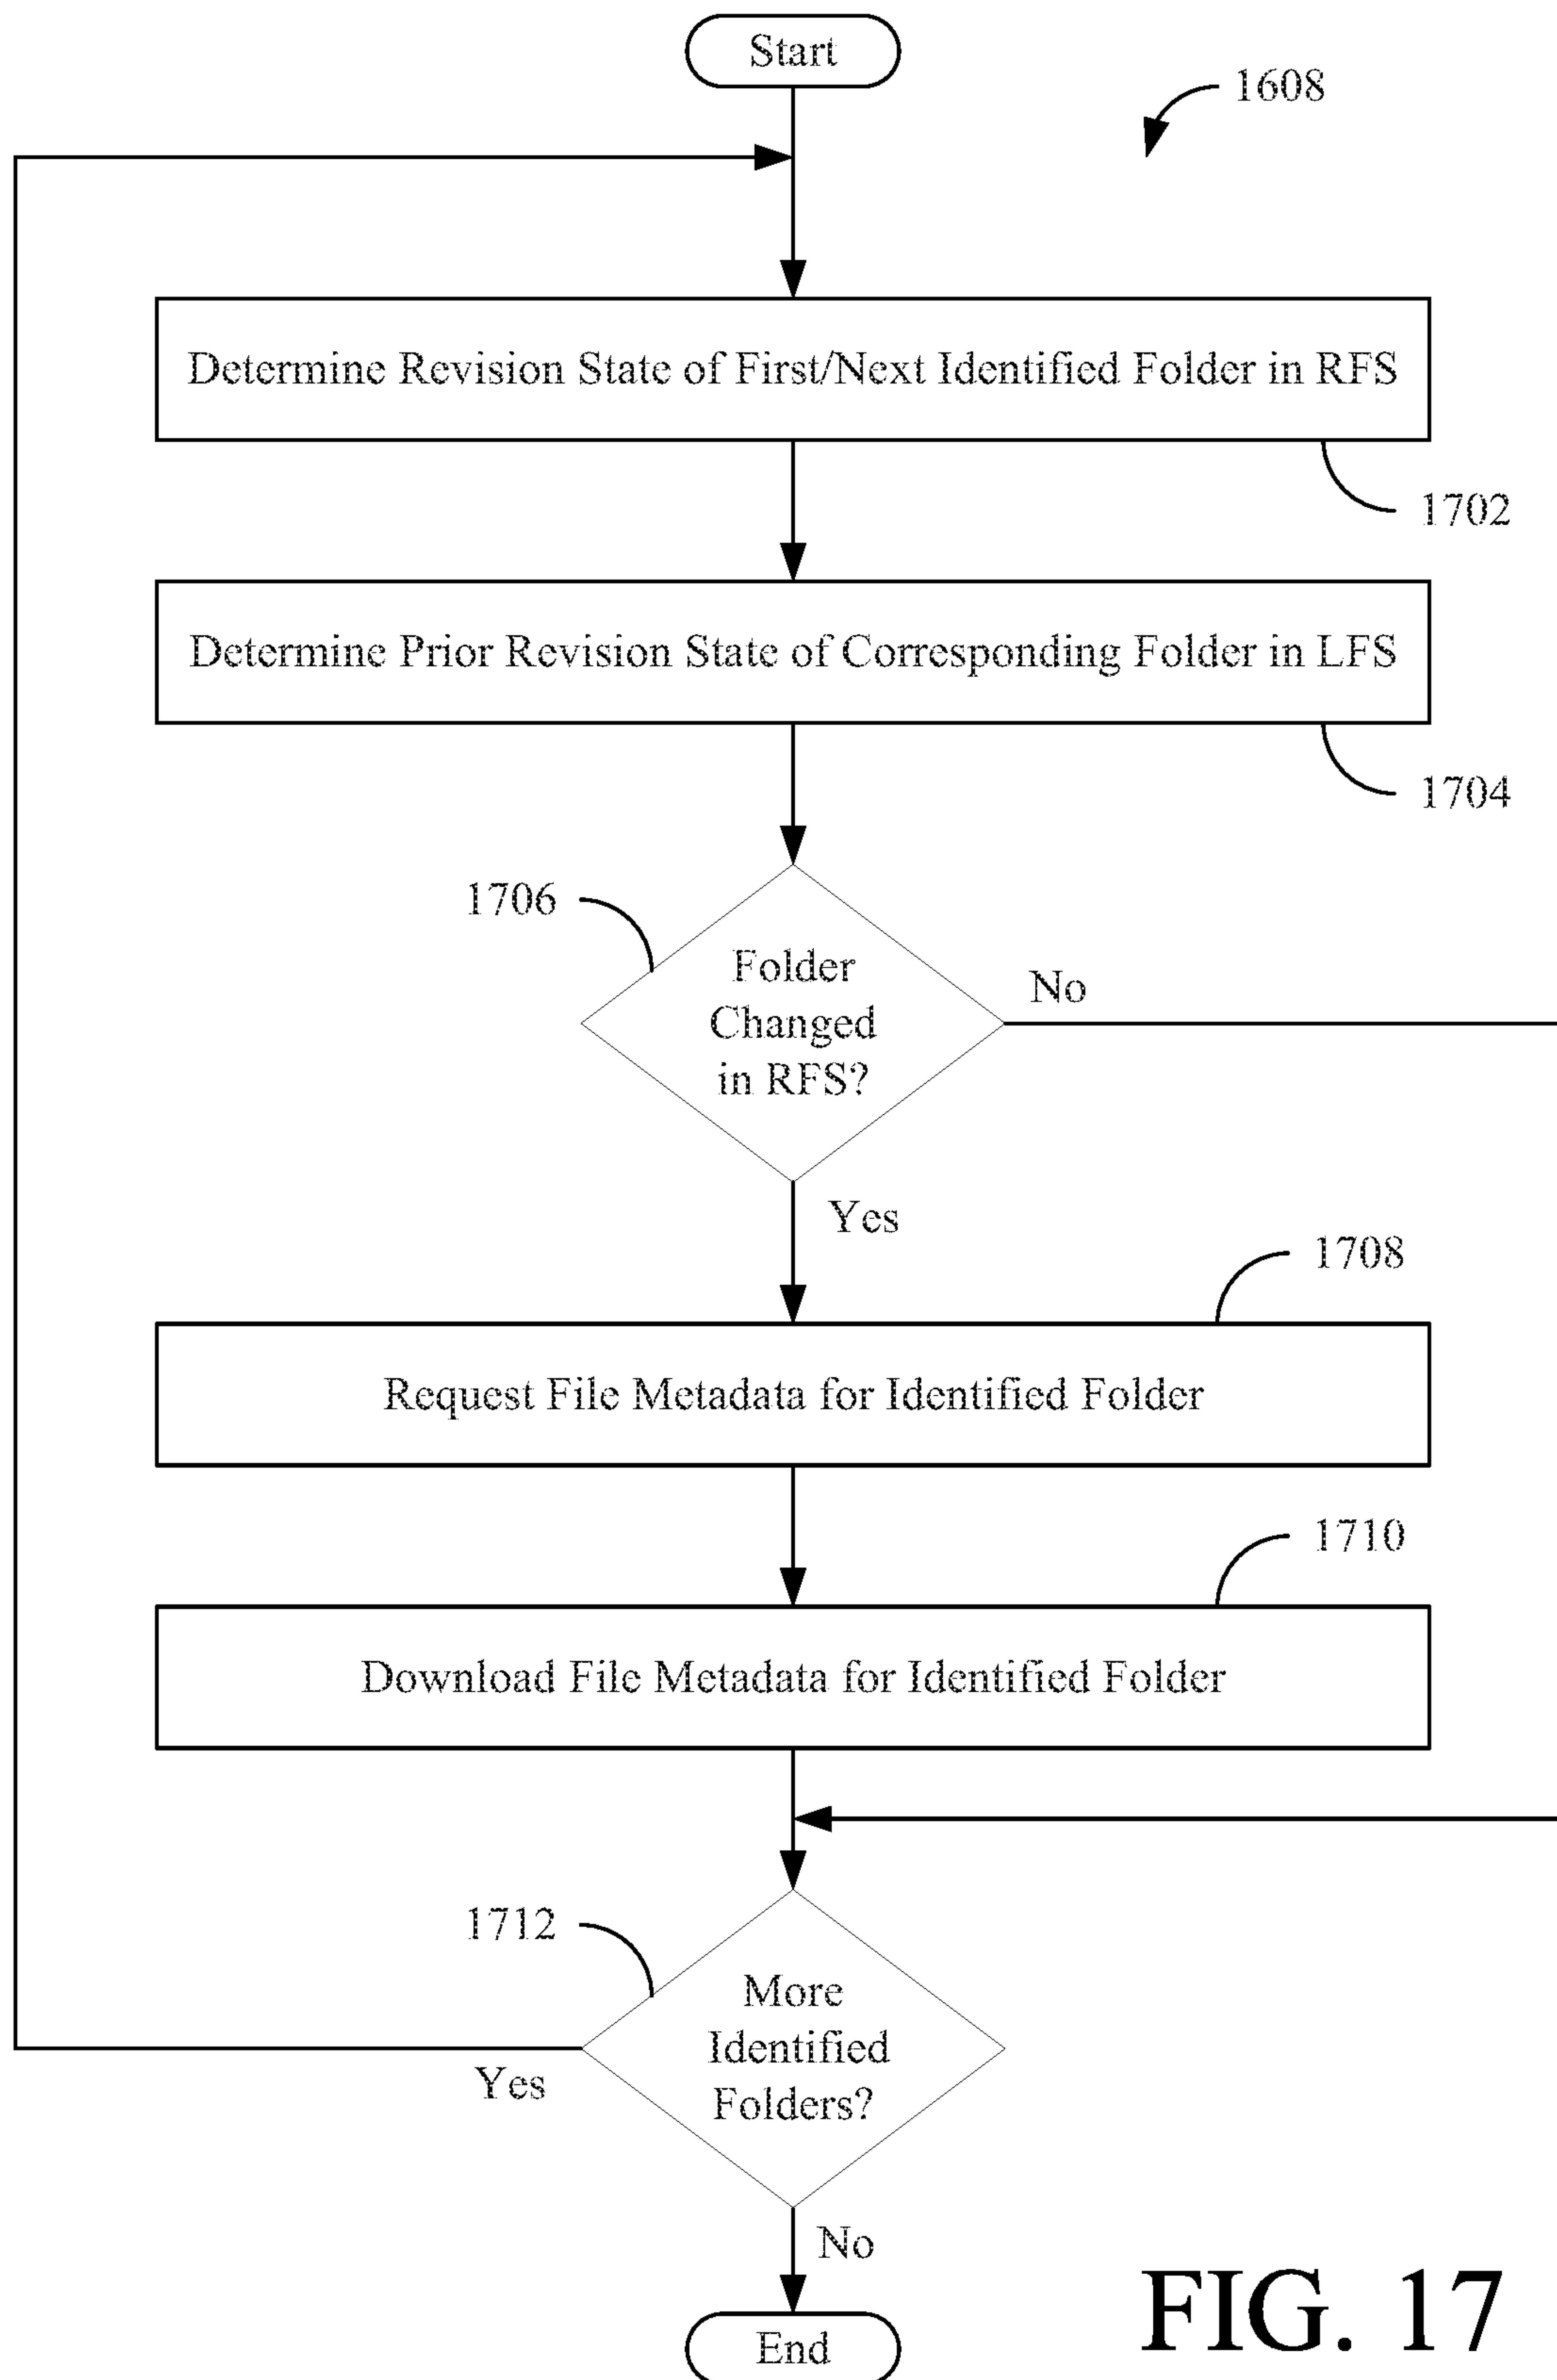 Start
1608
Determine Revision State of First/Next Identified Folder in RFS
1702
Determine Prior Revision State of Corresponding Folder in LFS
1704
1706
Folder
Changed
in RFS?
No
Yes
1708
Request File Metadata for Identified Folder
1710
Download File Metadata for Identified Folder
1712
More
Identified
Folders?
Yes
No
End
FIG. 17